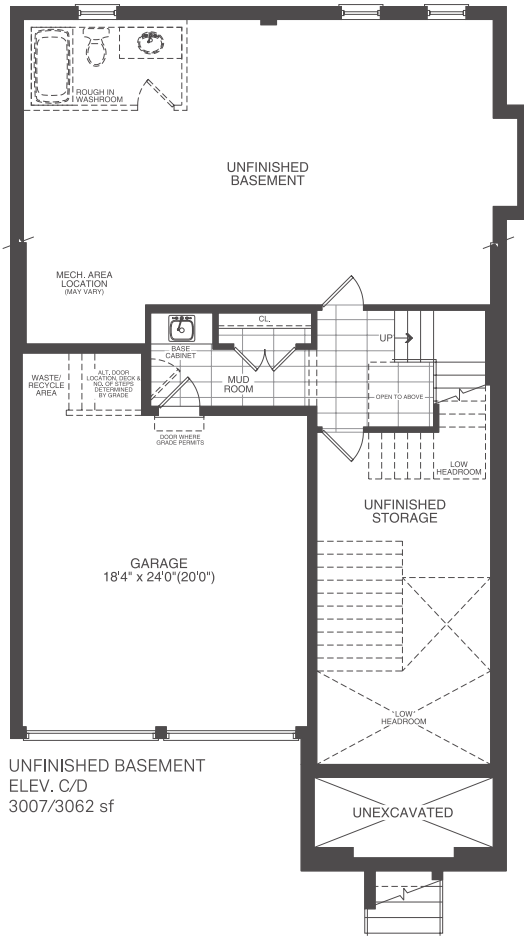 ROUGH IN
WASHROOM
UNFINISHED
BASEMENT
MECH. AREA
LOCATION
(MAY VARY)
CL.
UP
BASE
CABINET
MUD
ROOM
WASTE/
RECYCLE
AREA
ALT. DOOR
LOCATION, DECK &
NO. OF STEPS
DETERMINED
BY GRADE
OPEN TO ABOVE
DOOR WHERE
GRADE PERMITS
LOW
HEADROOM
UNFINISHED
STORAGE
GARAGE
18'4" x 24'0"(20'0")
"LOW"
HEADROOM
UNFINISHED BASEMENT
ELEV. C/D
3007/3062 sf
UNEXCAVATED